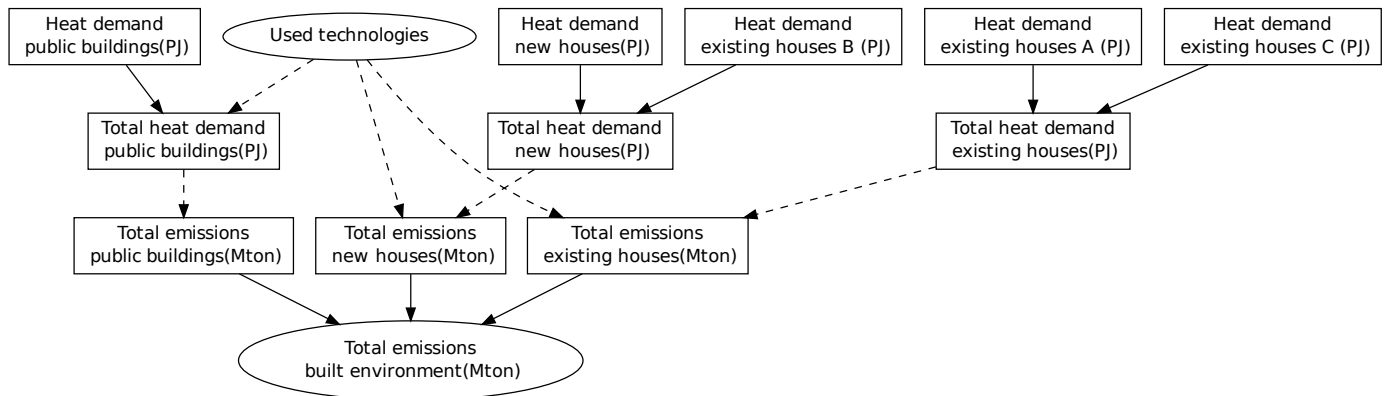 Heat demand
public buildings(PJ)
Used technologies
Heat demand
new houses(PJ)
Heat demand
existing houses B (PJ)
Heat demand
existing houses A (PJ)
Heat demand
existing houses C (PJ)
Total heat demand
public buildings(PJ)
Total heat demand
new houses(PJ)
Total heat demand
existing houses(PJ)
Total emissions
public buildings(Mton)
Total emissions
new houses(Mton)
Total emissions
existing houses(Mton)
Total emissions
built environment(Mton)